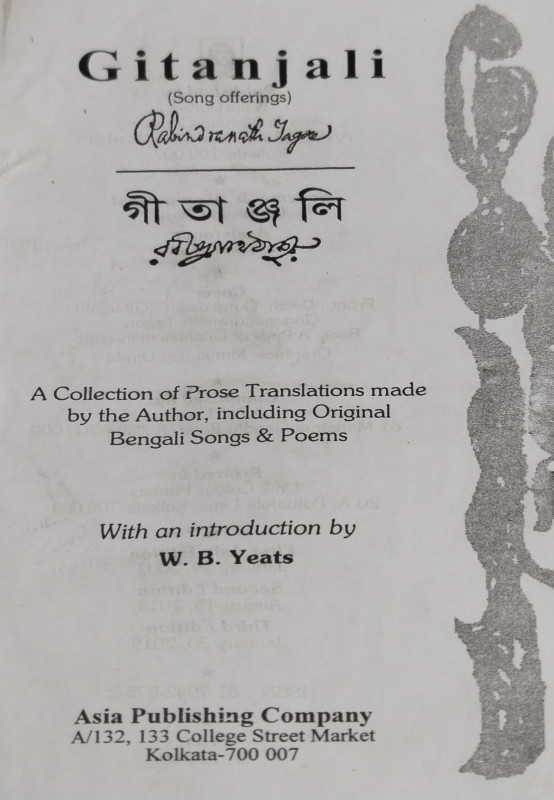 Gitanjali
(Song offerings)
Rabindranath Tagore
গী তা ঞ্জ লি
রবীন্দ্রনাথ ঠাকুর
A Collection of Prose Translations made
by the Author, including Original
Bengali Songs & Poems
With an introduction by
W. B. Yeats
Asia Publishing Company
A/132, 133 College Street Market
Kolkata-700 007